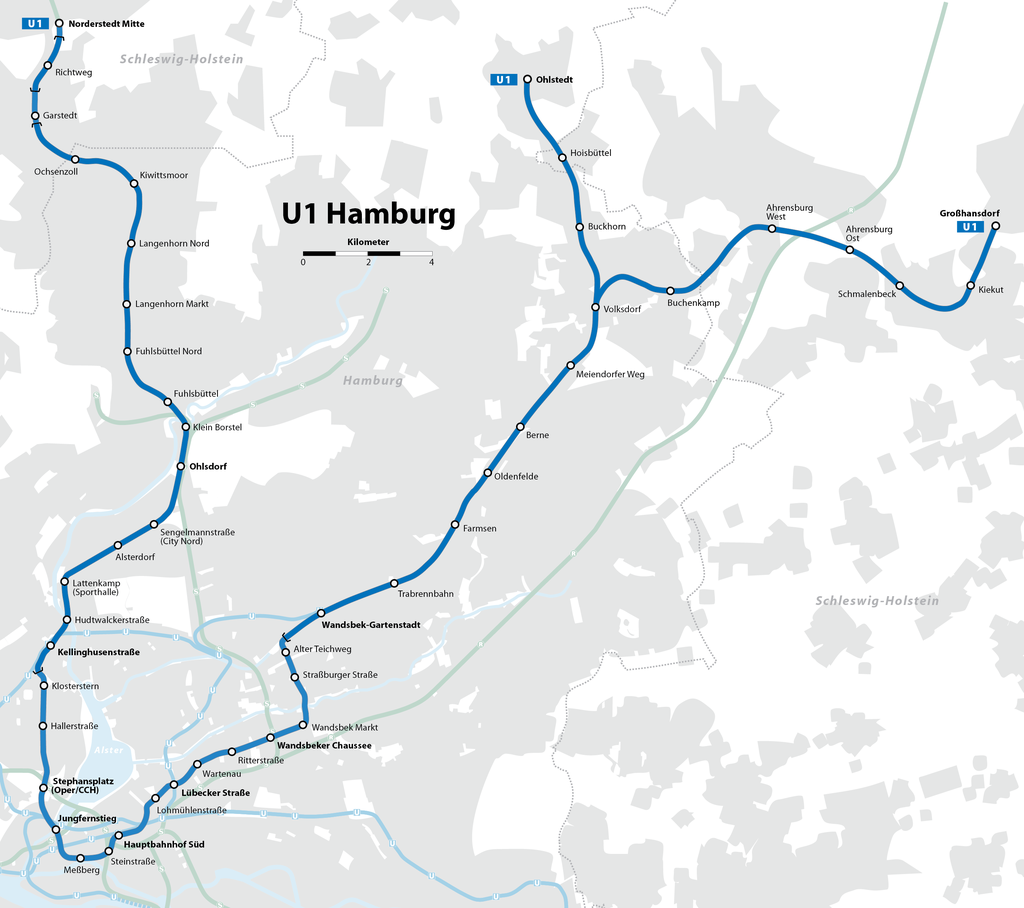 U1
Norderstedt Mitte
Schleswig-Holstein
Richtweg
Garstedt
Ochsenzoll
Kiwittsmoor
Langenhorn Nord
Langenhorn Markt
Fuhlsbüttel Nord
Fuhlsbüttel
Klein Borstel
Ohlsdorf
Sengelmannstraße
(City Nord)
Alsterdorf
Lattenkamp
(Sporthalle)
Hudtwalckerstraße
Kellinghusenstraße
Klosterstern
Hallerstraße
Alster
Stephansplatz
(Oper/CCH)
Jungfernstieg
Meßberg
Steinstraße
Hauptbahnhof Süd
Lohmühlenstraße
Lübecker Straße
Wartenau
Ritterstraße
Wandsbeker Chaussee
Wandsbek Markt
Straßburger Straße
Alter Teichweg
Wandsbek-Gartenstadt
Trabrennbahn
Farmsen
Oldenfelde
Berne
Meiendorfer Weg
Volksdorf
Buckhorn
Hoisbüttel
U1
Ohlstedt
Buchenkamp
Ahrensburg
West
Ahrensburg
Ost
Schmalenbeck
Kiekut
Großhansdorf
U1
U1 Hamburg
Kilometer
0 2 4
Hamburg
Schleswig-Holstein